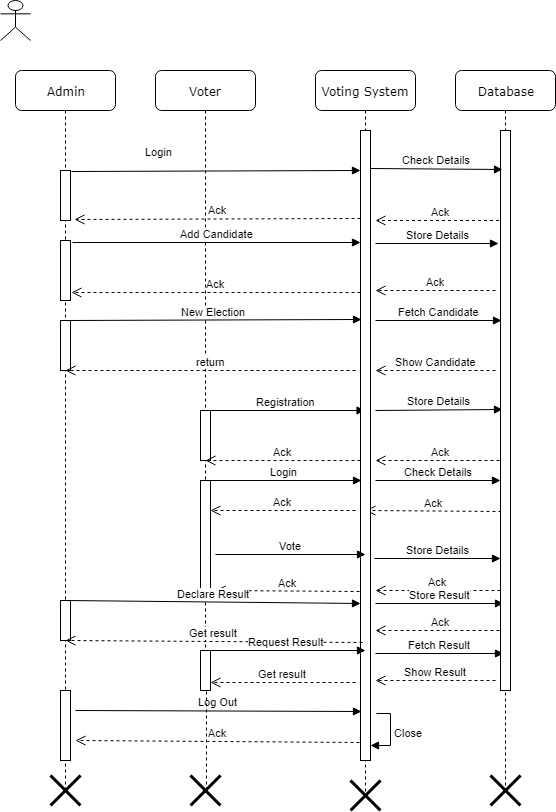 Admin
Voter
Voting System
Database
Login
Check Details
Ack
Ack
Add Candidate
Store Details
Ack
Ack
New Election
Fetch Candidate
return
Show Candidate
Registration
Store Details
Ack
Ack
Login
Check Details
Ack
Ack
Vote
Store Details
Ack
Ack
Declare Result
Store Result
Get result
Ack
Request Result
Fetch Result
Get result
Show Result
Log Out
Ack
Close